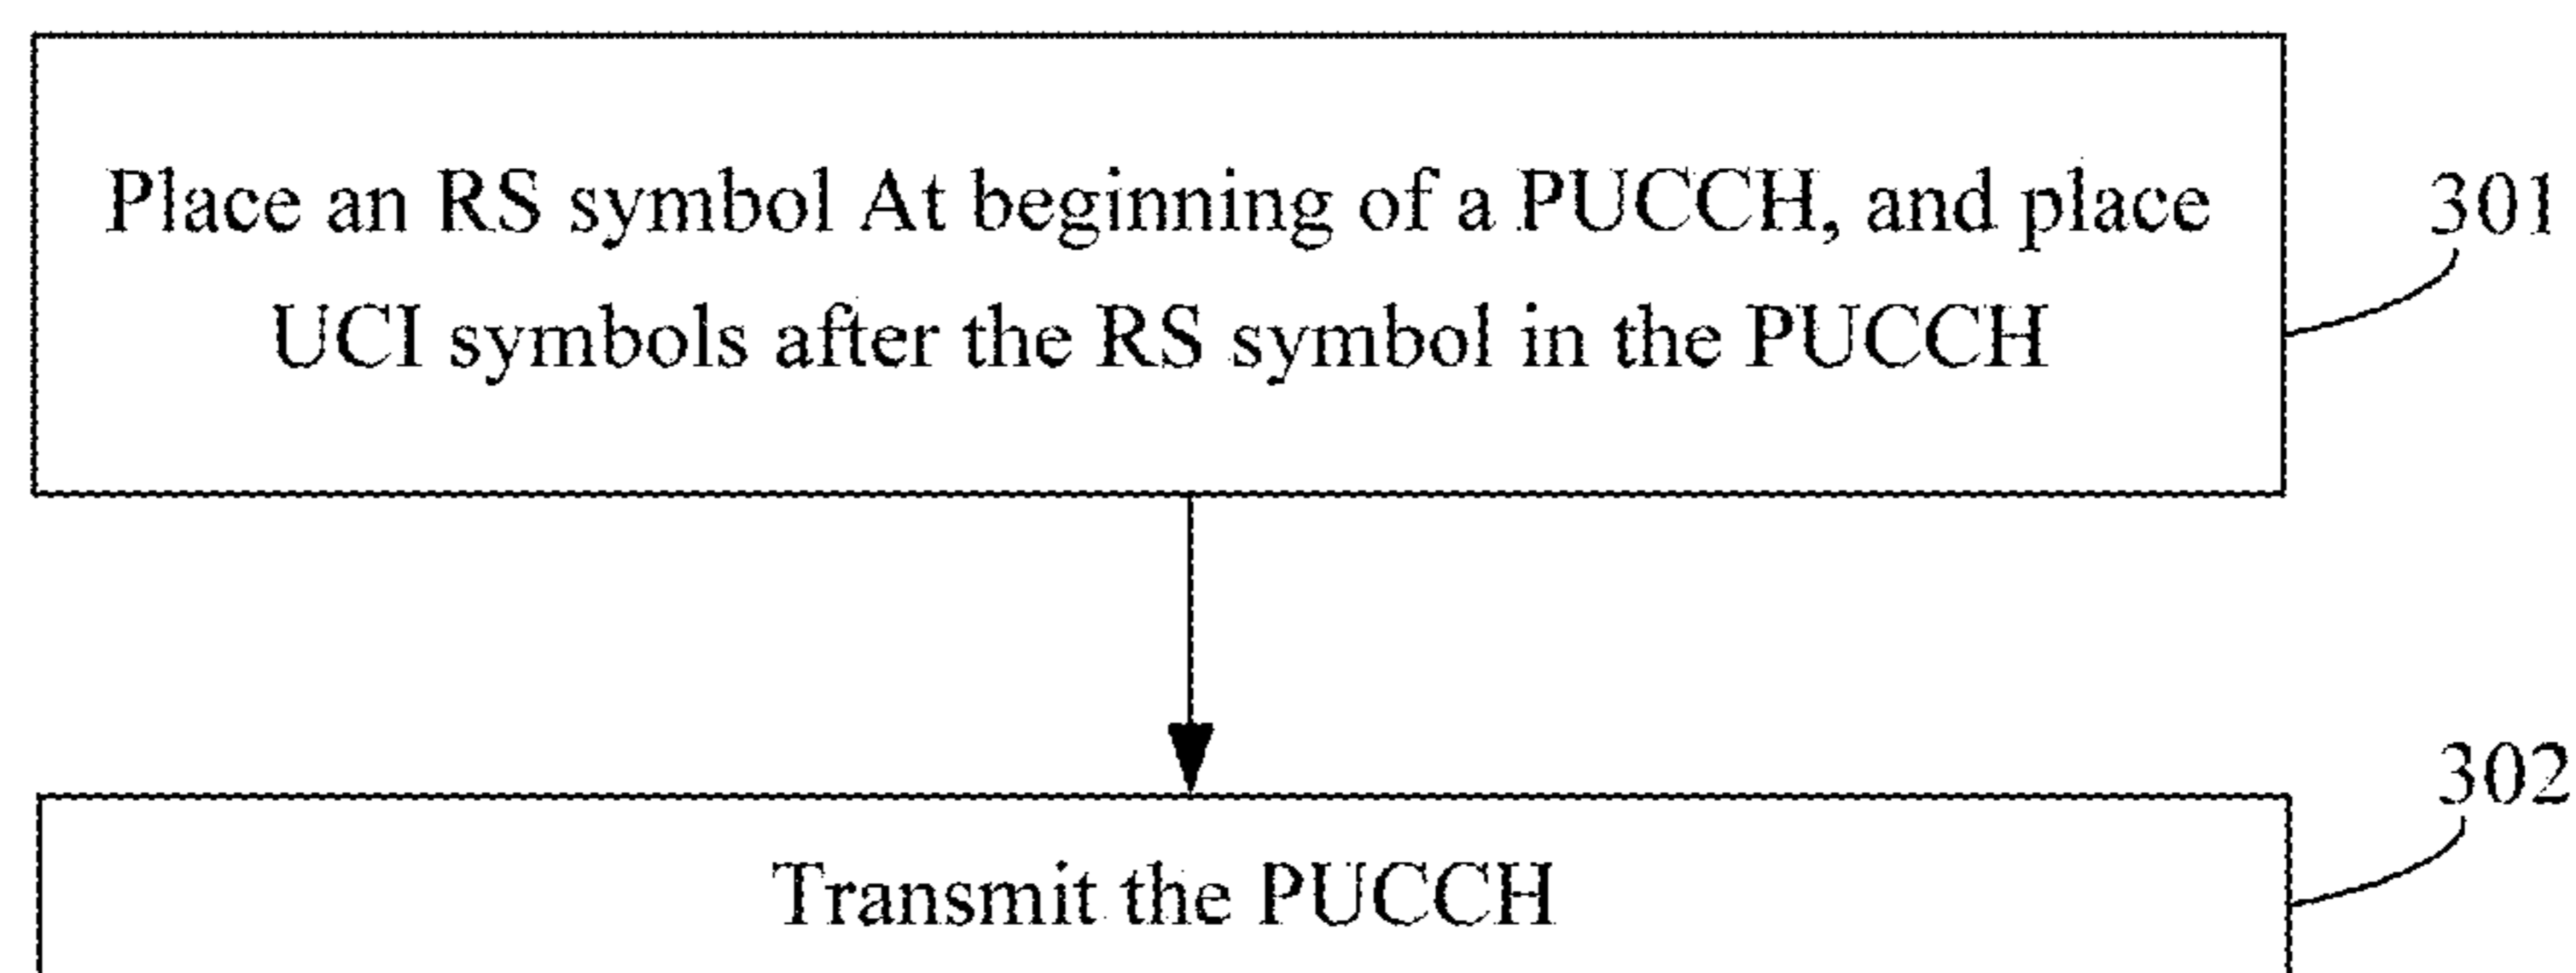 Place an RS symbol At beginning of a PUCCH, and place
UCI symbols after the RS symbol in the PUCCH
301
302
Transmit the PUCCH